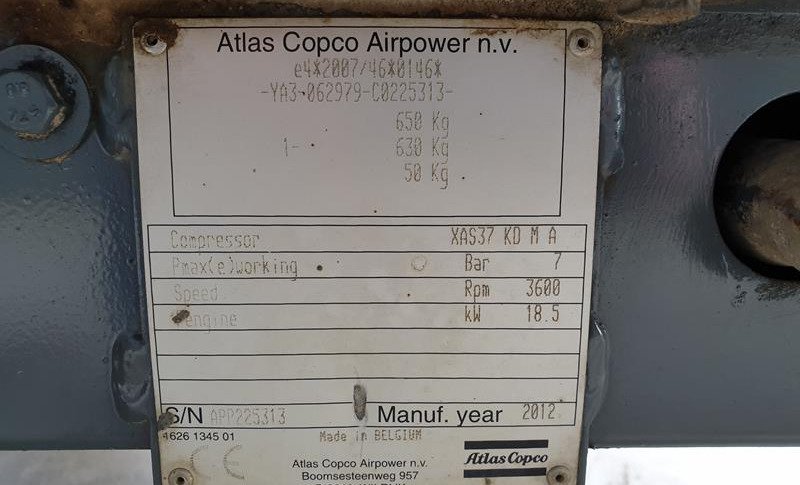 Atlas Copco Airpower n.v.
e4*2007/46*0146*
-YA3-062979-C0225313-
650 Kg
1- 630 Kg
50 Kg
Compressor XAS37 KD M A
Pmax(e)working Bar 7
Speed Rpm 3600
engine kW 18.5
S/N APP225313 Manuf. year 2012
1626 1345 01 Made in BELGIUM
CE
Atlas Copco
Atlas Copco Airpower n.v.
Boomsesteenweg 957